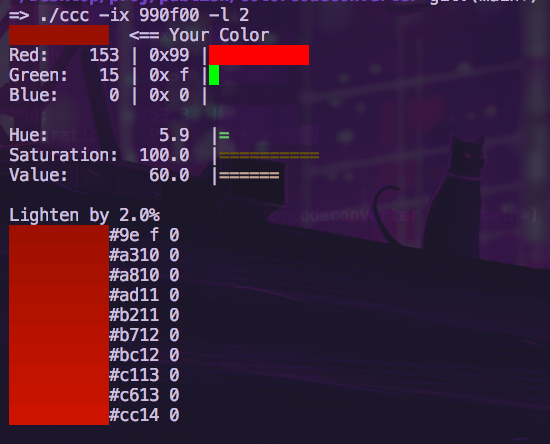 => ./ccc -ix 990f00 -l 2
<== Your Color
Red: 153 | 0x99 |
Green: 15 | 0x f |
Blue: 0 | 0x 0 |
Hue: 5.9 |=
Saturation: 100.0 |==========
Value: 60.0 |======
Lighten by 2.0%
#9e f 0
#a310 0
#a810 0
#ad11 0
#b211 0
#b712 0
#bc12 0
#c113 0
#c613 0
#cc14 0